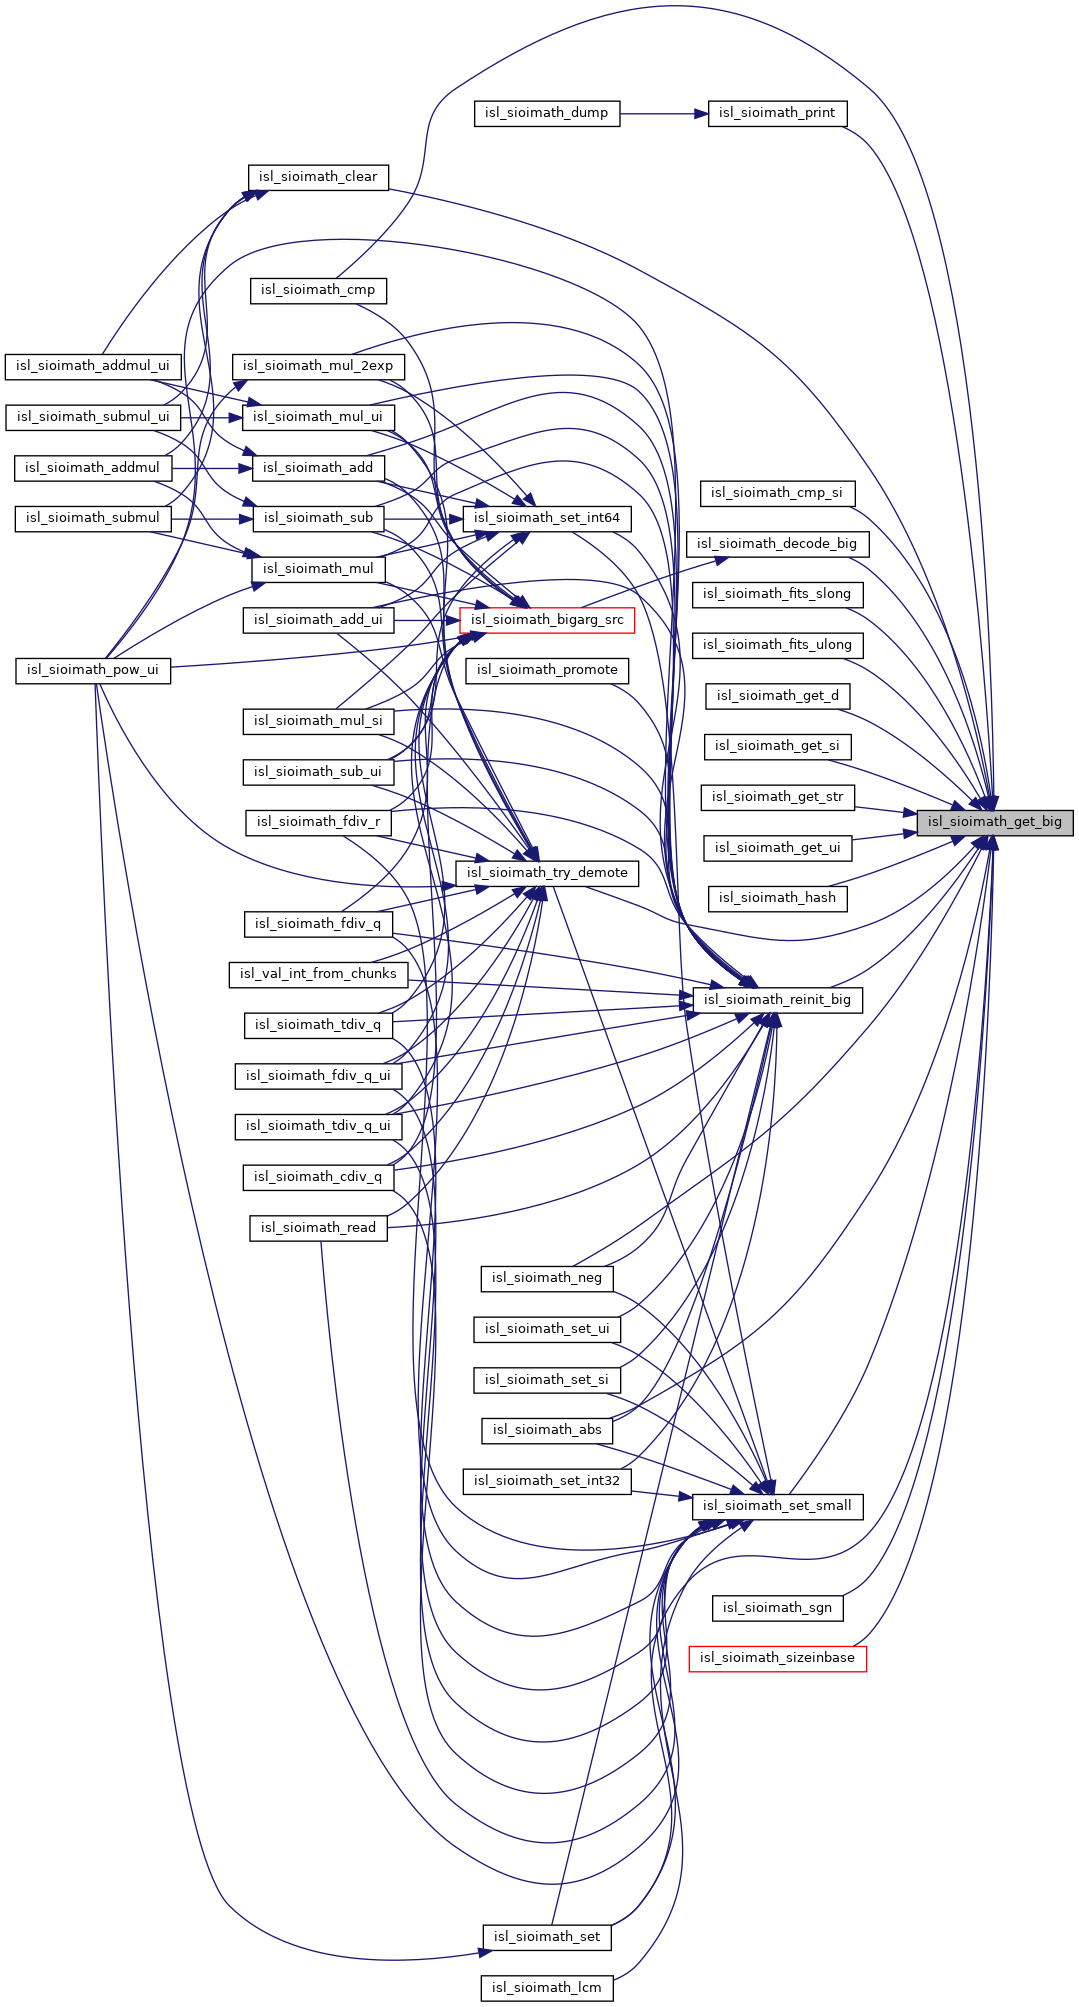 isl_sioimath_dump
isl_sioimath_print
isl_sioimath_clear
isl_sioimath_cmp
isl_sioimath_addmul_ui
isl_sioimath_mul_2exp
isl_sioimath_submul_ui
isl_sioimath_mul_ui
isl_sioimath_addmul
isl_sioimath_add
isl_sioimath_cmp_si
isl_sioimath_submul
isl_sioimath_sub
isl_sioimath_set_int64
isl_sioimath_decode_big
isl_sioimath_mul
isl_sioimath_fits_slong
isl_sioimath_add_ui
isl_sioimath_bigarg_src
isl_sioimath_fits_ulong
isl_sioimath_pow_ui
isl_sioimath_promote
isl_sioimath_get_d
isl_sioimath_mul_si
isl_sioimath_get_si
isl_sioimath_sub_ui
isl_sioimath_get_str
isl_sioimath_fdiv_r
isl_sioimath_get_big
isl_sioimath_get_ui
isl_sioimath_try_demote
isl_sioimath_hash
isl_sioimath_fdiv_q
isl_val_int_from_chunks
isl_sioimath_reinit_big
isl_sioimath_tdiv_q
isl_sioimath_fdiv_q_ui
isl_sioimath_tdiv_q_ui
isl_sioimath_cdiv_q
isl_sioimath_read
isl_sioimath_neg
isl_sioimath_set_ui
isl_sioimath_set_si
isl_sioimath_abs
isl_sioimath_set_int32
isl_sioimath_set_small
isl_sioimath_sgn
isl_sioimath_sizeinbase
isl_sioimath_set
isl_sioimath_lcm